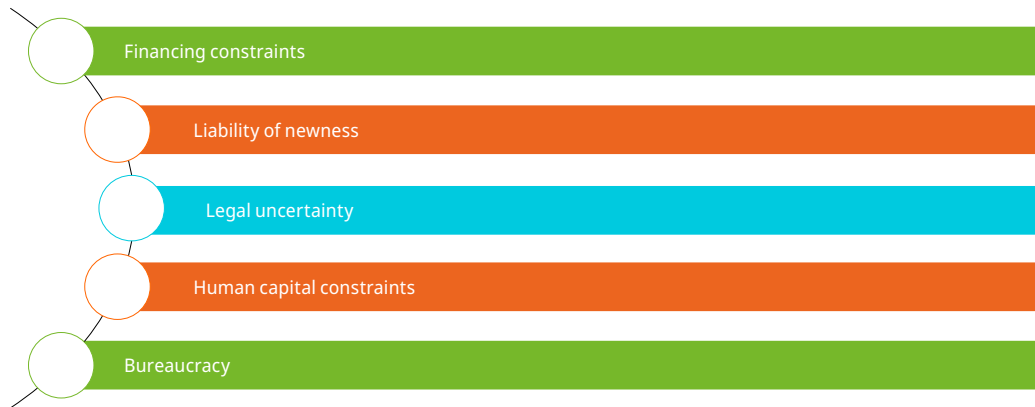 Financing constraints
Liability of newness
Legal uncertainty
Human capital constraints
Bureaucracy